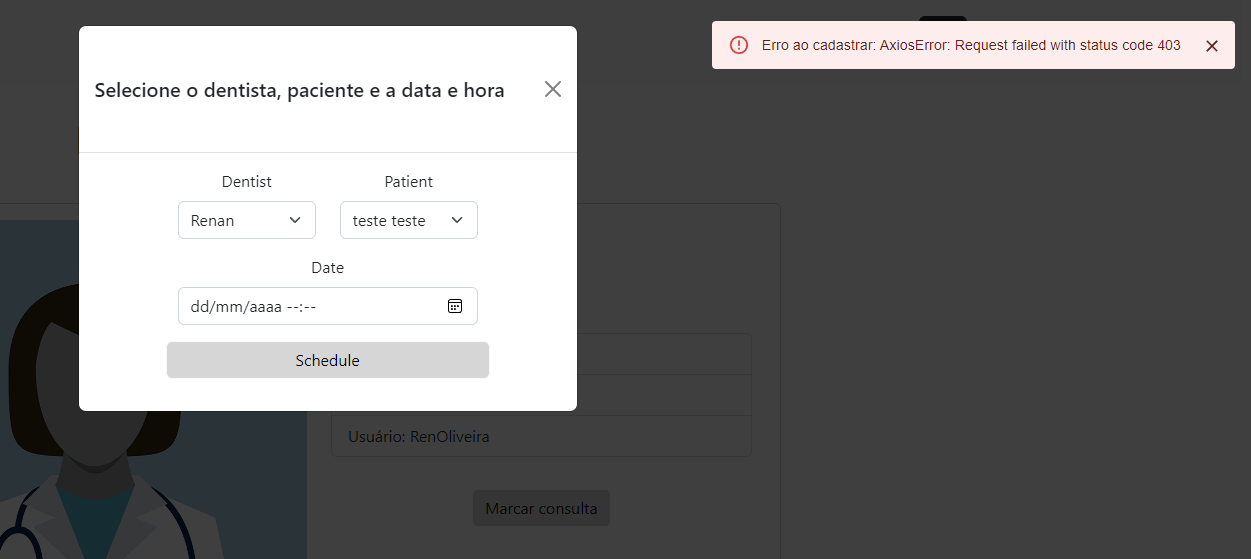 Erro ao cadastrar: AxiosError: Request failed with status code 403
Selecione o dentista, paciente e a data e hora
Dentist Patient
Renan teste teste
Date
dd/mm/aaaa --:--
Schedule
Usuário: RenOliveira
Marcar consulta